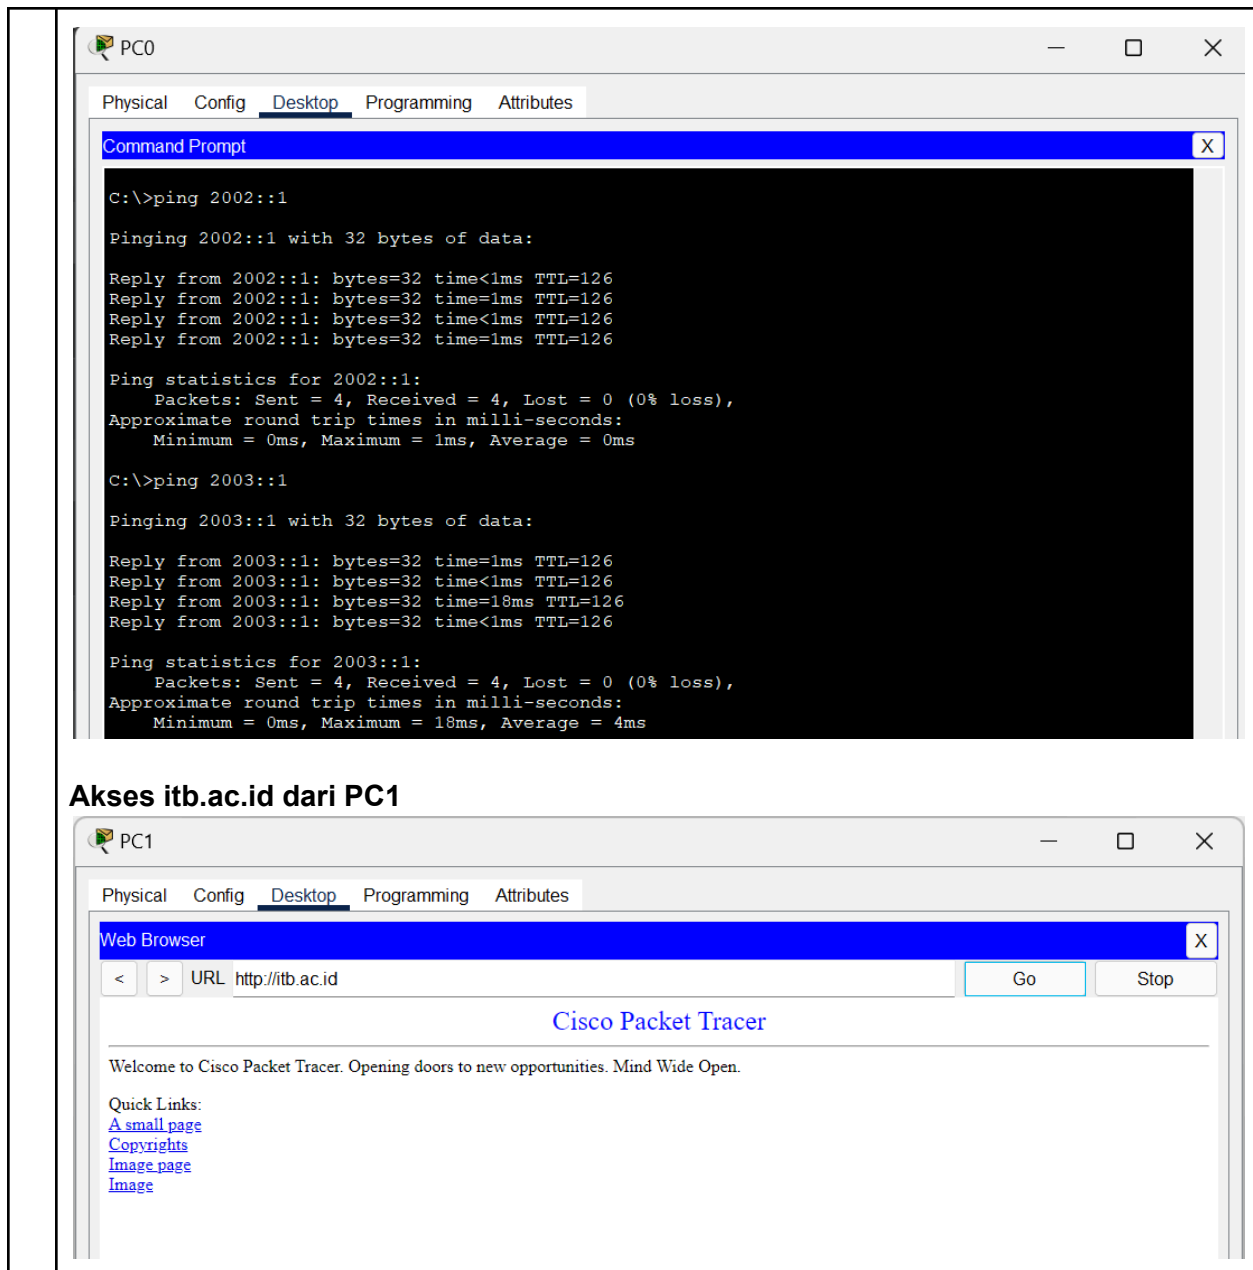 PC0
Physical Config Desktop Programming Attributes
Command Prompt X
C:\>ping 2002::1
Pinging 2002::1 with 32 bytes of data:
Reply from 2002::1: bytes=32 time<1ms TTL=126
Reply from 2002::1: bytes=32 time=1ms TTL=126
Reply from 2002::1: bytes=32 time<1ms TTL=126
Reply from 2002::1: bytes=32 time=1ms TTL=126
Ping statistics for 2002::1:
Packets: Sent = 4, Received = 4, Lost = 0 (0% loss),
Approximate round trip times in milli-seconds:
Minimum = 0ms, Maximum = 1ms, Average = 0ms
C:\>ping 2003::1
Pinging 2003::1 with 32 bytes of data:
Reply from 2003::1: bytes=32 time=1ms TTL=126
Reply from 2003::1: bytes=32 time<1ms TTL=126
Reply from 2003::1: bytes=32 time=18ms TTL=126
Reply from 2003::1: bytes=32 time<1ms TTL=126
Ping statistics for 2003::1:
Packets: Sent = 4, Received = 4, Lost = 0 (0% loss),
Approximate round trip times in milli-seconds:
Minimum = 0ms, Maximum = 18ms, Average = 4ms
Akses itb.ac.id dari PC1
PC1
Physical Config Desktop Programming Attributes
Web Browser X
< > URL http://itb.ac.id Go Stop
Cisco Packet Tracer
Welcome to Cisco Packet Tracer. Opening doors to new opportunities. Mind Wide Open.
Quick Links:
A small page
Copyrights
Image page
Image